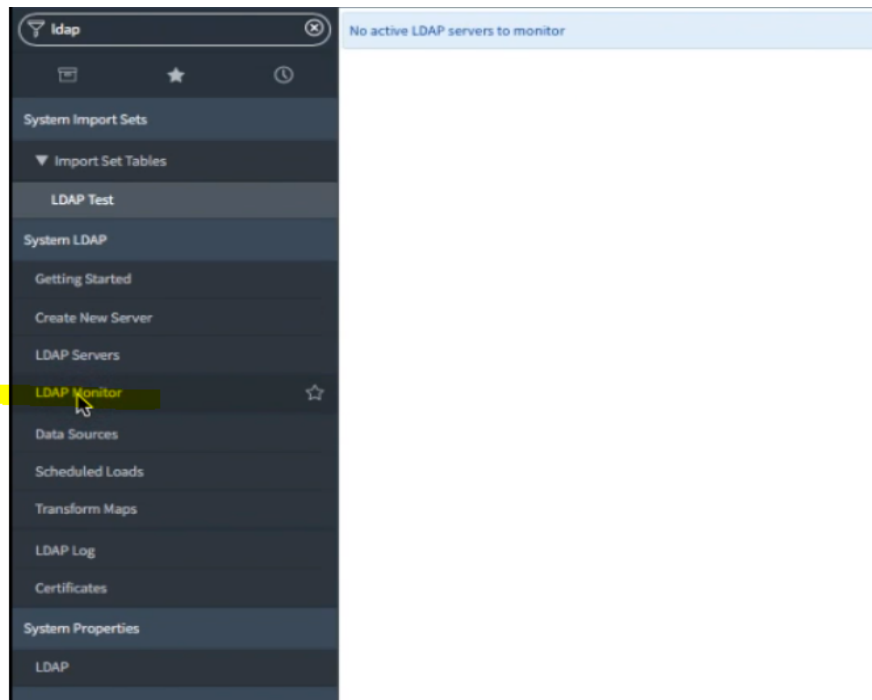 ldap
No active LDAP servers to monitor
System Import Sets
Import Set Tables
LDAP Test
System LDAP
Getting Started
Create New Server
LDAP Servers
LDAP Monitor
Data Sources
Scheduled Loads
Transform Maps
LDAP Log
Certificates
System Properties
LDAP